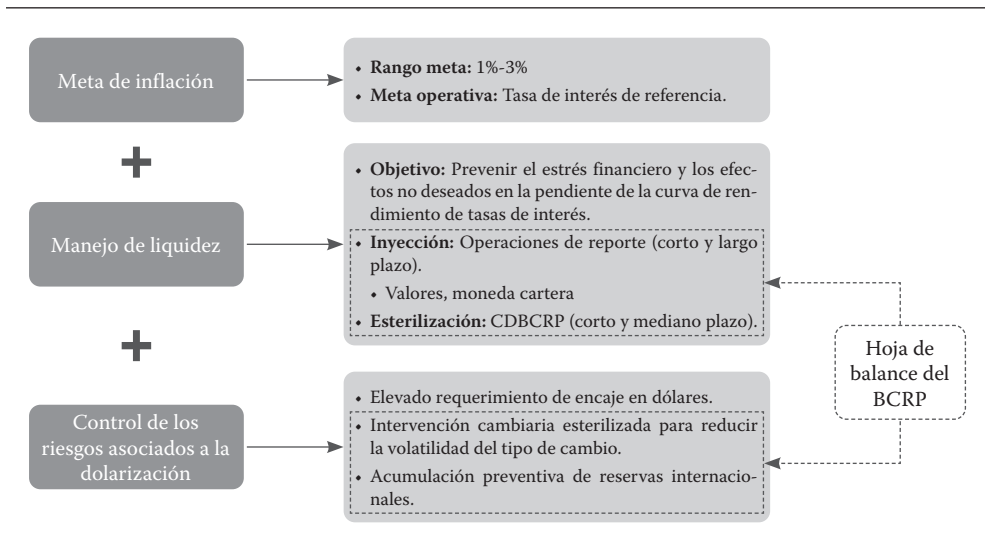 Meta de inflación
• Rango meta: 1%-3%
• Meta operativa: Tasa de interés de referencia.
+
Manejo de liquidez
• Objetivo: Prevenir el estrés financiero y los efec-
tos no deseados en la pendiente de la curva de ren-
dimiento de tasas de interés.
• Inyección: Operaciones de reporte (corto y largo
plazo).
• Valores, moneda cartera
• Esterilización: CDBCRP (corto y mediano plazo).
+
Control de los
riesgos asociados a la
dolarización
• Elevado requerimiento de encaje en dólares.
• Intervención cambiaria esterilizada para reducir
la volatilidad del tipo de cambio.
• Acumulación preventiva de reservas internacio-
nales.
Hoja de
balance del
BCRP